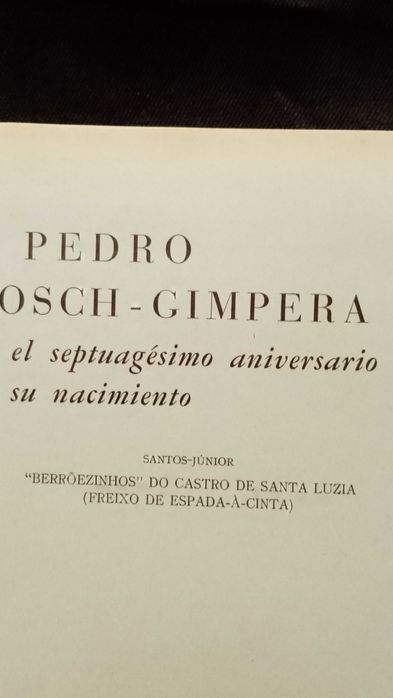 PEDRO
OSCH-GIMPERA
el septuagésimo aniversario
su nacimiento
SANTOS-JÚNIOR
"BERRÕEZINHOS" DO CASTRO DE SANTA LUZIA
(FREIXO DE ESPADA-À-CINTA)